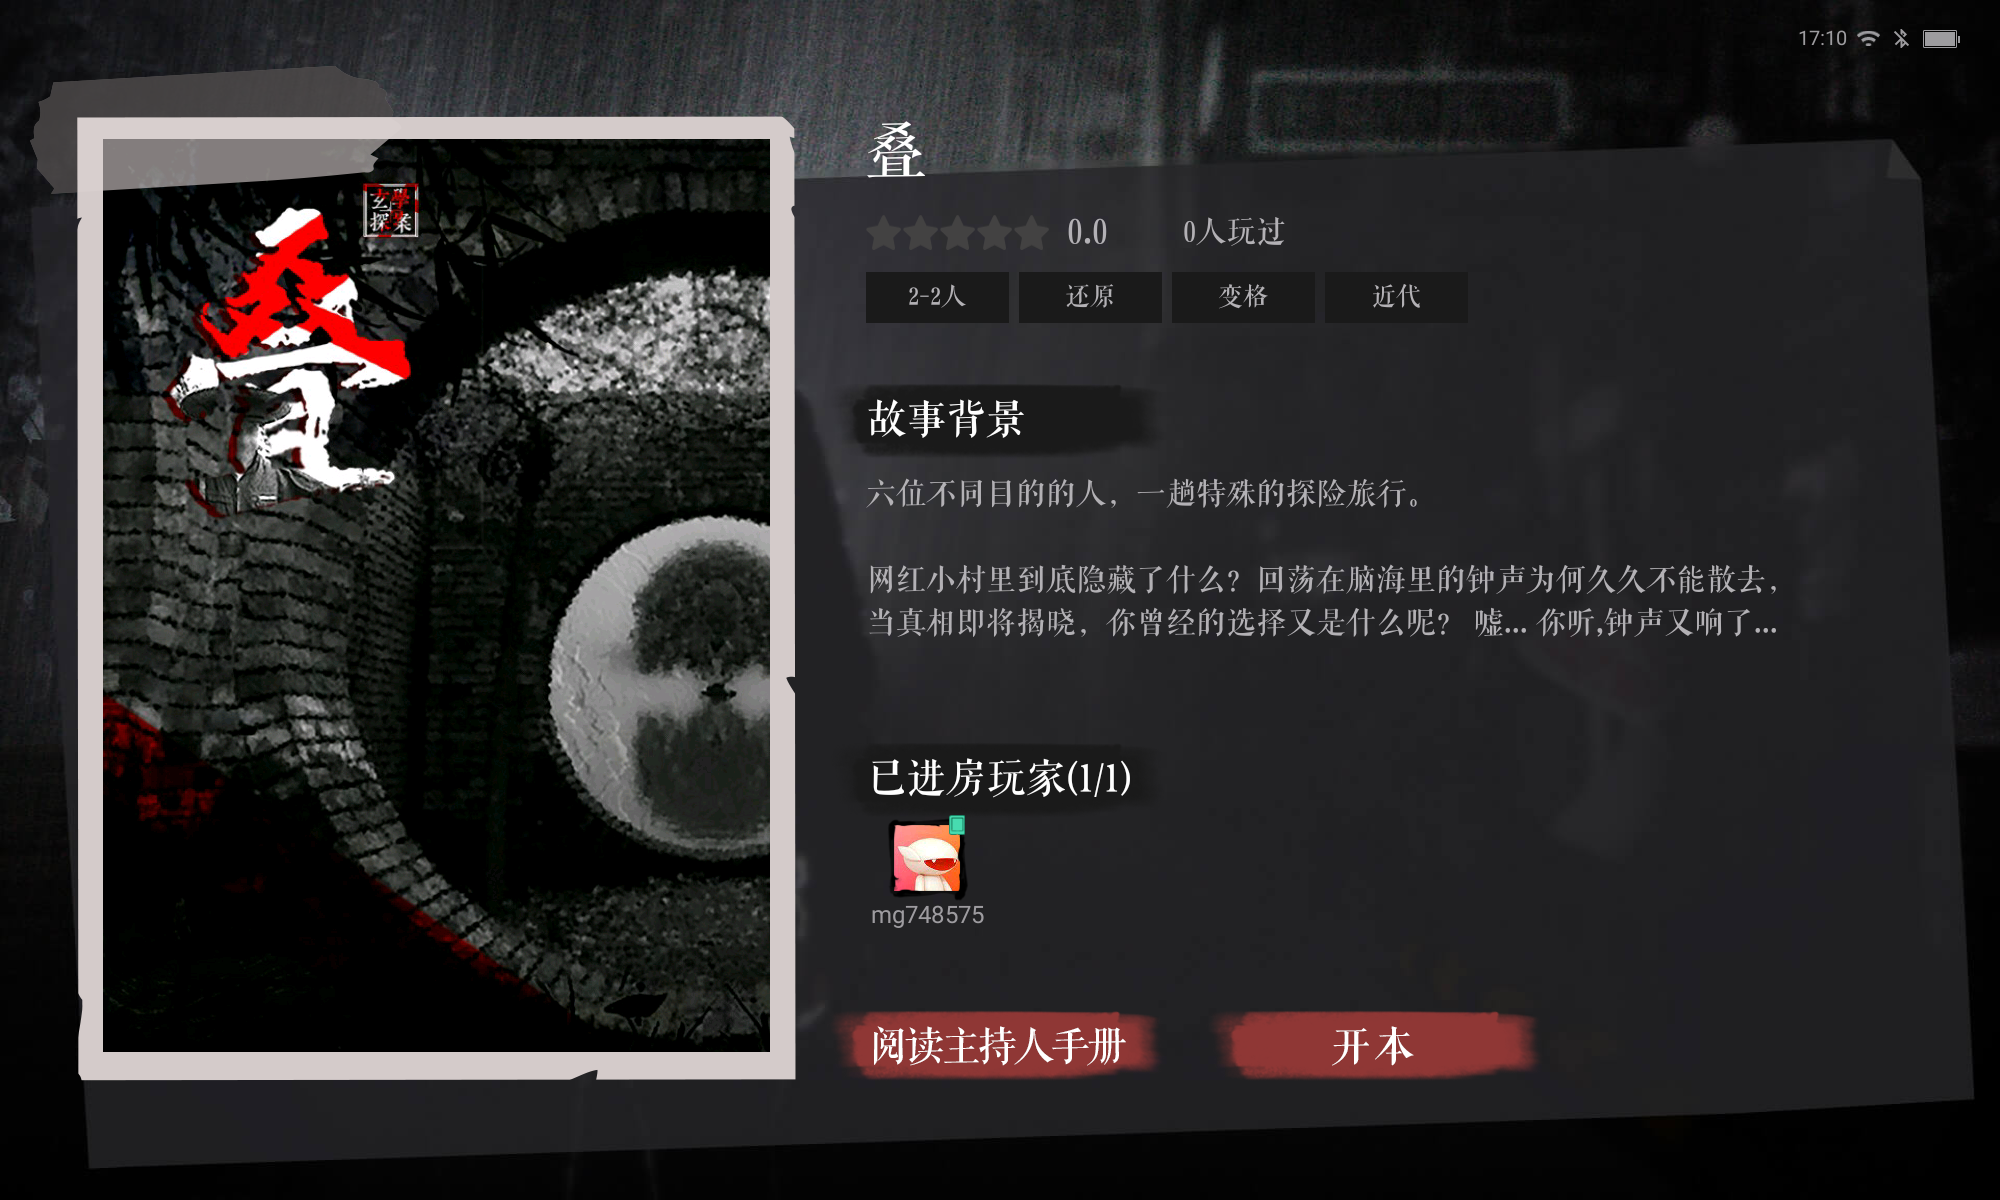 17:10
叠
玄學
探案
叠
0.0
0人玩过
2-2人
还原
变格
近代
故事背景
六位不同目的的人，一趟特殊的探险旅行。
网红小村里到底隐藏了什么？回荡在脑海里的钟声为何久久不能散去，
当真相即将揭晓，你曾经的选择又是什么呢？ 嘘... 你听,钟声又响了...
已进房玩家(1/1)
mg748575
阅读主持人手册
开本